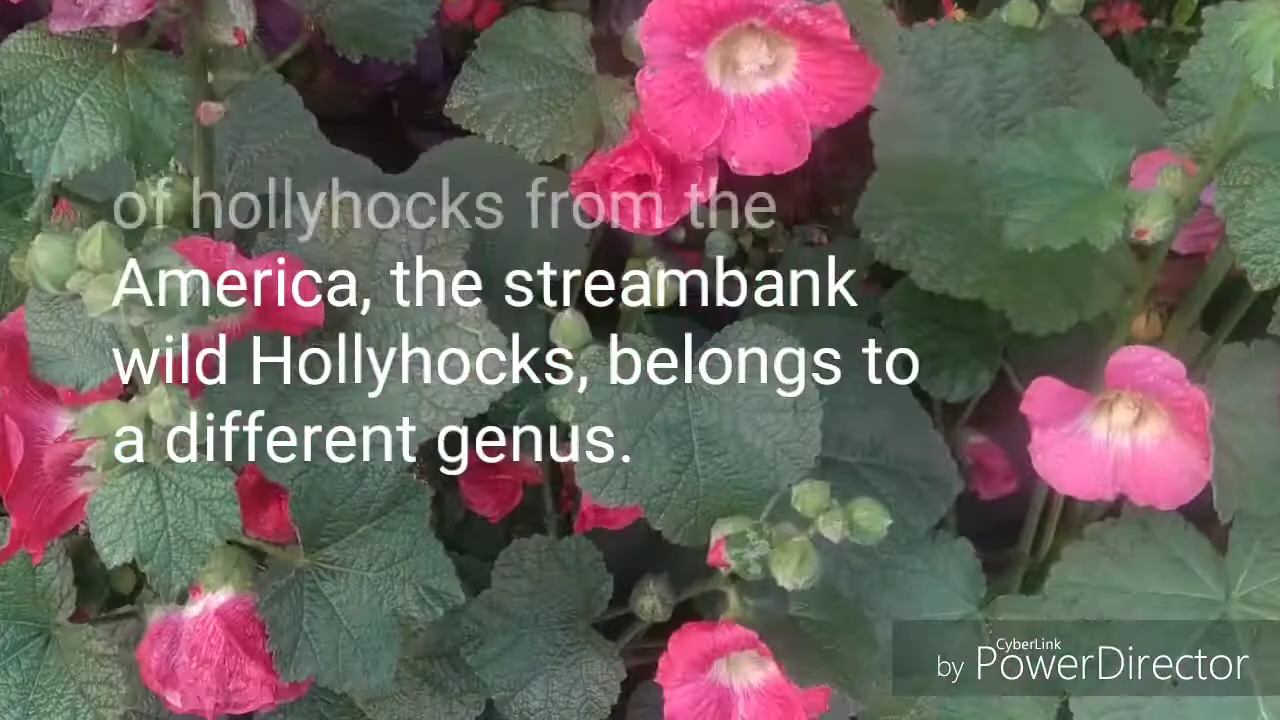 of hollyhocks from the
America, the streambank
wild Hollyhocks, belongs to
a different genus.
CyberLink
by PowerDirector